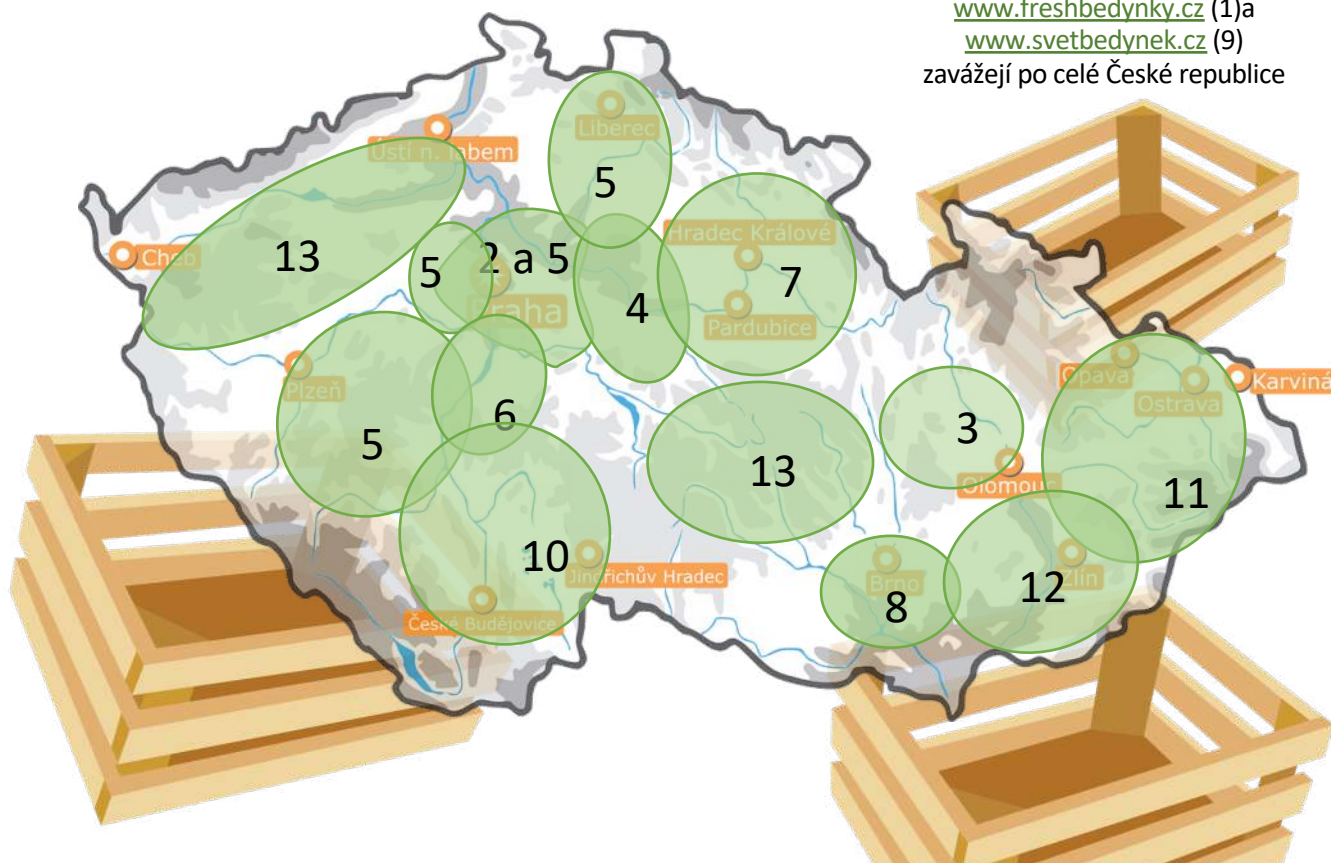 www.freshbedynky.cz (1)a
www.svetbedynek.cz (9)
zavážejí po celé České republice
Liberec
Ústí n. labem
5
Hradec Králové
Cheb
13
5
2 a 5
7
4
Praha
Pardubice
Opava
Plzeň
Ostrava
Karviná
6
3
5
13
Olomouc
11
10
Jindřichův Hradec
Brno
Zlín
12
8
České Budějovice